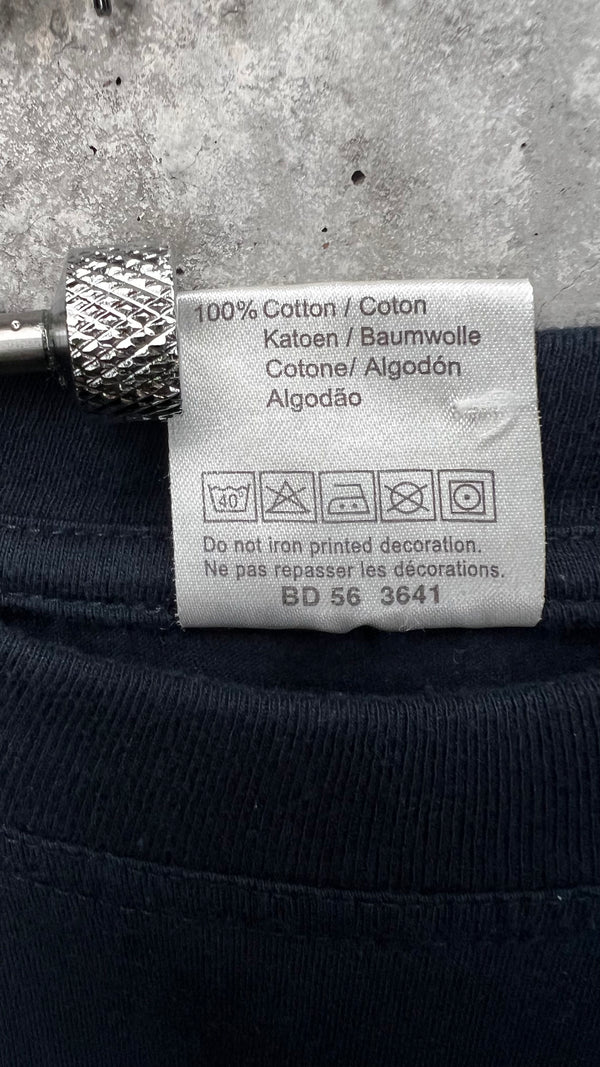 100% Cotton / Coton
Katoen / Baumwolle
Cotone/ Algodón
Algodão
40°
Do not iron printed decoration.
Ne pas repasser les décorations.
BD 56 3641